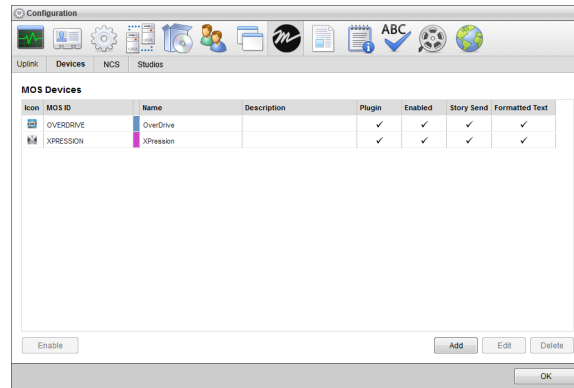 Configuration
ABC
Uplink Devices NCS Studios
MOS Devices
Icon MOS ID Name Description Plugin Enabled Story Send Formatted Text
OVERDRIVE OverDrive ✓ ✓ ✓ ✓
XPRESSION XPression ✓ ✓ ✓ ✓
Enable Add Edit Delete
OK